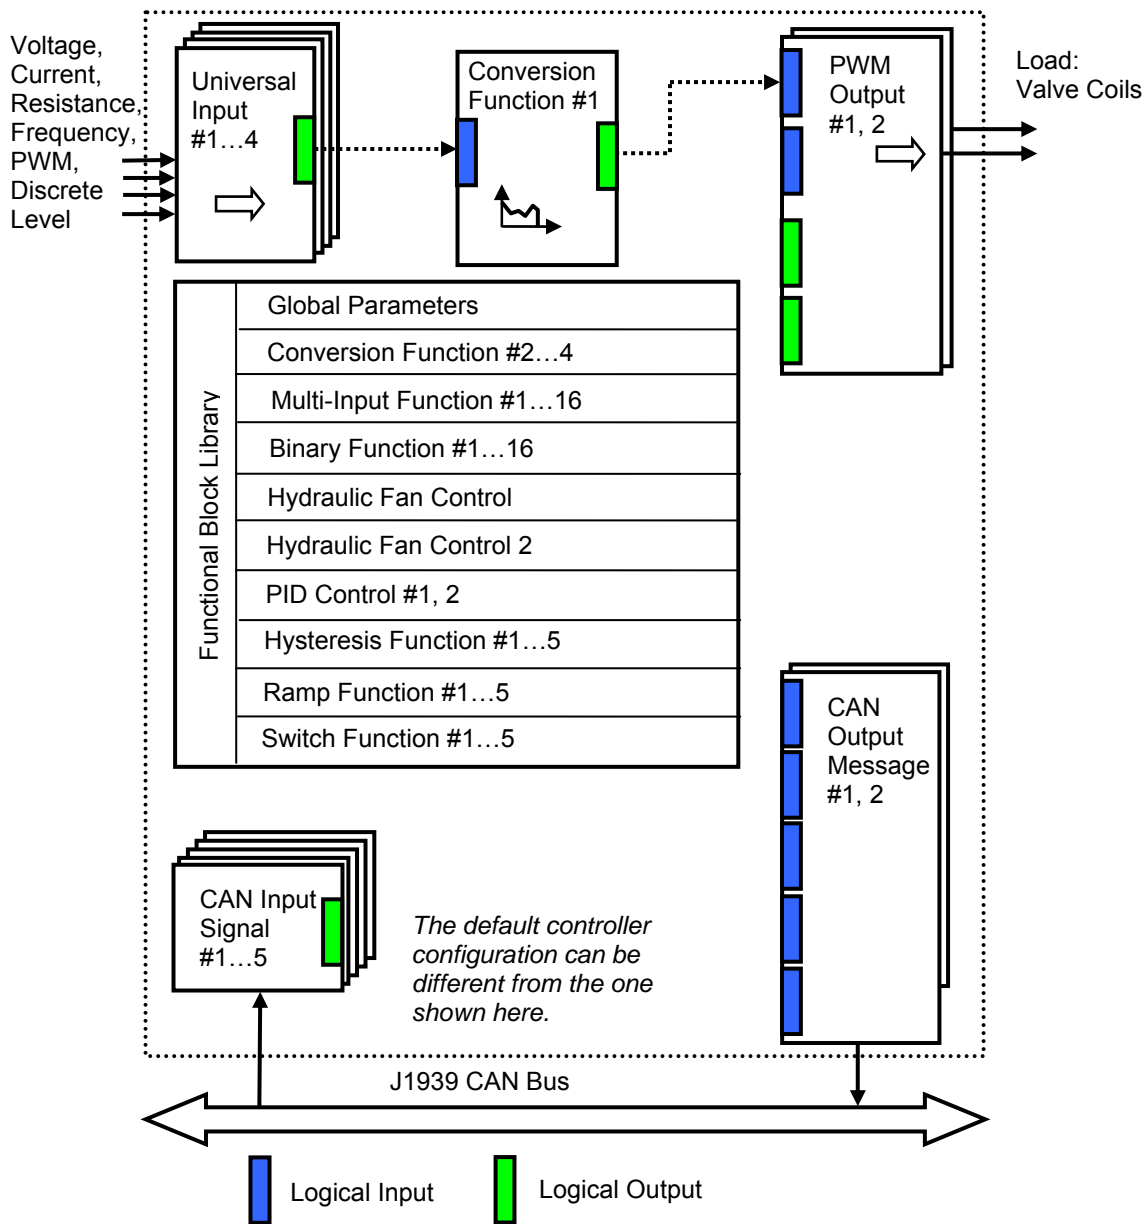 Voltage,
Current,
Resistance,
Frequency,
PWM,
Discrete
Level
Universal
Input
#1…4
Conversion
Function #1
PWM
Output
#1, 2
Load:
Valve Coils
Functional Block Library
Global Parameters
Conversion Function #2…4
Multi-Input Function #1…16
Binary Function #1…16
Hydraulic Fan Control
Hydraulic Fan Control 2
PID Control #1, 2
Hysteresis Function #1…5
Ramp Function #1…5
Switch Function #1…5
CAN
Output
Message
#1, 2
CAN Input
Signal
#1…5
The default controller
configuration can be
different from the one
shown here.
J1939 CAN Bus
Logical Input
Logical Output